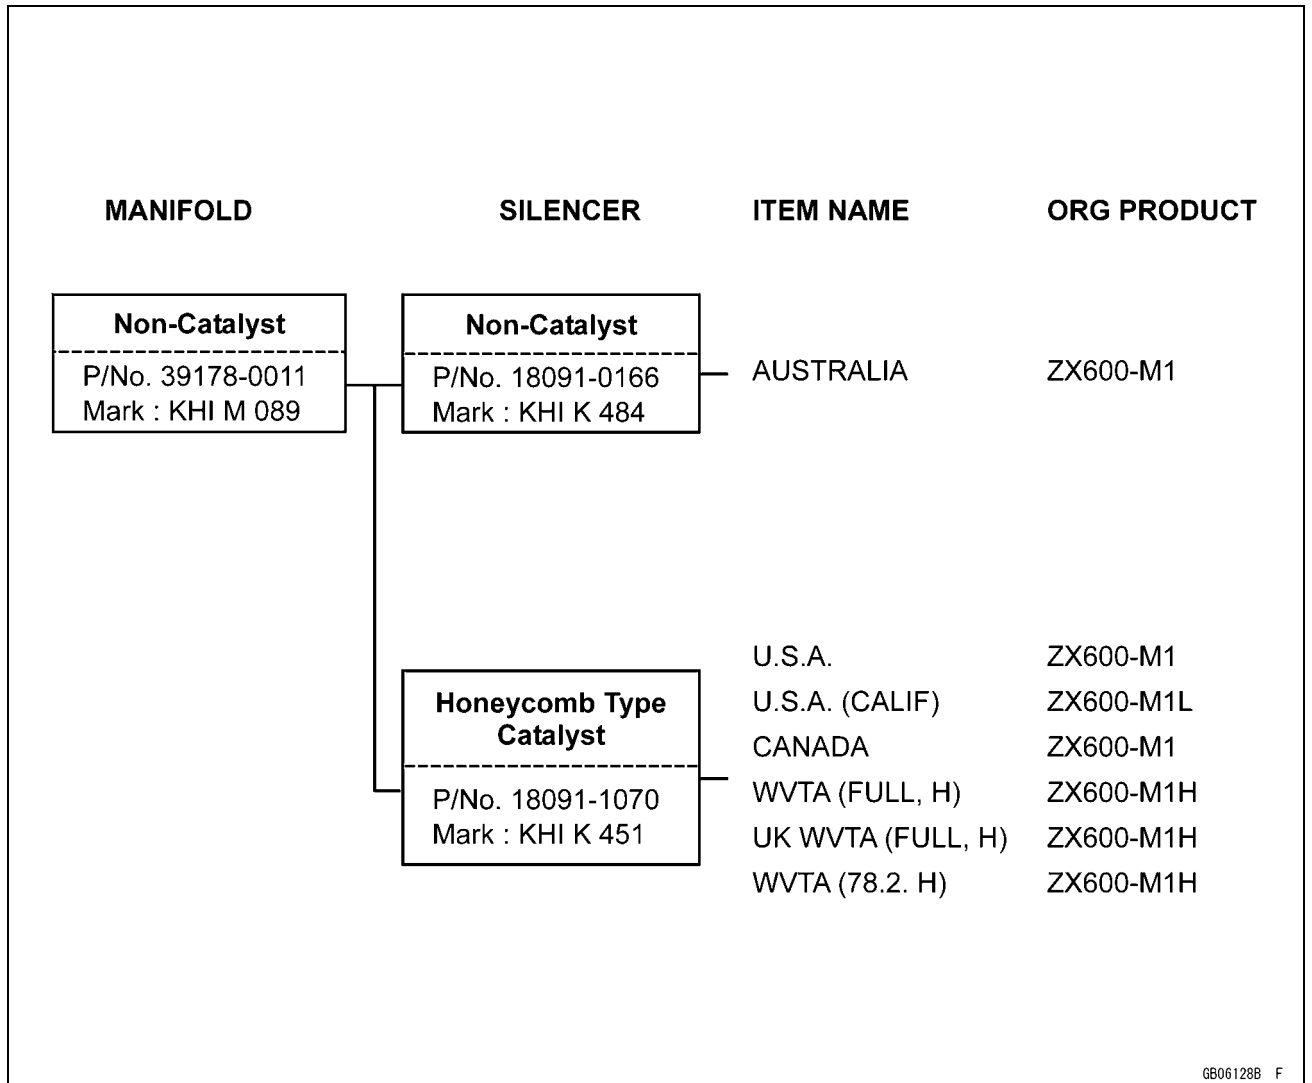 MANIFOLD SILENCER ITEM NAME ORG PRODUCT
Non-Catalyst
P/No. 39178-0011
Mark : KHI M 089
Non-Catalyst
P/No. 18091-0166
Mark : KHI K 484
AUSTRALIA ZX600-M1
Honeycomb Type
Catalyst
P/No. 18091-1070
Mark : KHI K 451
U.S.A. ZX600-M1
U.S.A. (CALIF) ZX600-M1L
CANADA ZX600-M1
WVTA (FULL, H) ZX600-M1H
UK WVTA (FULL, H) ZX600-M1H
WVTA (78.2. H) ZX600-M1H
GB06128B F